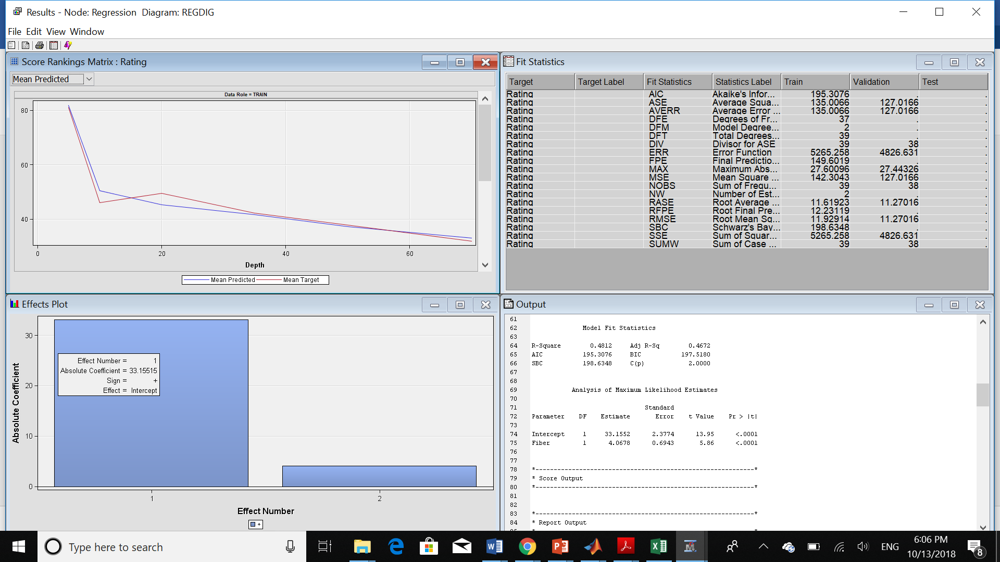 Results - Node: Regression  Diagram: REGDIG
File Edit View Window
Score Rankings Matrix : Rating
Mean Predicted
Data Role = TRAIN
80
60
40
0 20 40 60
Depth
Mean Predicted Mean Target
Fit Statistics
Target Target Label Fit Statistics Statistics Label Train Validation Test
Rating AIC Akaike's Infor... 195.3076 . .
Rating ASE Average Squa... 135.0066 127.0166 .
Rating AVERR Average Error ... 135.0066 127.0166 .
Rating DFE Degrees of Fr... 37 . .
Rating DFM Model Degree... 2 . .
Rating DFT Total Degrees... 39 . .
Rating DIV Divisor for ASE 39 38 .
Rating ERR Error Function 5265.258 4826.631 .
Rating FPE Final Predictio... 149.6019 . .
Rating MAX Maximum Abs... 27.60096 27.44326 .
Rating MSE Mean Square ... 142.3043 127.0166 .
Rating NOBS Sum of Frequ... 39 38 .
Rating NW Number of Est... 2 . .
Rating RASE Root Average ... 11.61923 11.27016 .
Rating RFPE Root Final Pre... 12.23119 . .
Rating RMSE Root Mean Sq... 11.92914 11.27016 .
Rating SBC Schwarz's Bay... 198.6348 . .
Rating SSE Sum of Squar... 5265.258 4826.631 .
Rating SUMW Sum of Case ... 39 38 .
Effects Plot
Absolute Coefficient
30
20
10
0
Effect Number = 1
Absolute Coefficient = 33.15515
Sign = +
Effect = Intercept
1 2
Effect Number
+
Output
61
62 Model Fit Statistics
63
64 R-Square 0.4812 Adj R-Sq 0.4672
65 AIC 195.3076 BIC 197.5180
66 SBC 198.6348 C(p) 2.0000
67
68
69 Analysis of Maximum Likelihood Estimates
70
71 Standard
72 Parameter DF Estimate Error t Value Pr > |t|
73
74 Intercept 1 33.1552 2.3774 13.95 <.0001
75 Fiber 1 4.0678 0.6943 5.86 <.0001
76
77
78 *------------------------------------------------------------*
79 * Score Output
80 *------------------------------------------------------------*
81
82
83 *------------------------------------------------------------*
84 * Report Output
Type here to search
ENG
6:06 PM
10/13/2018
8